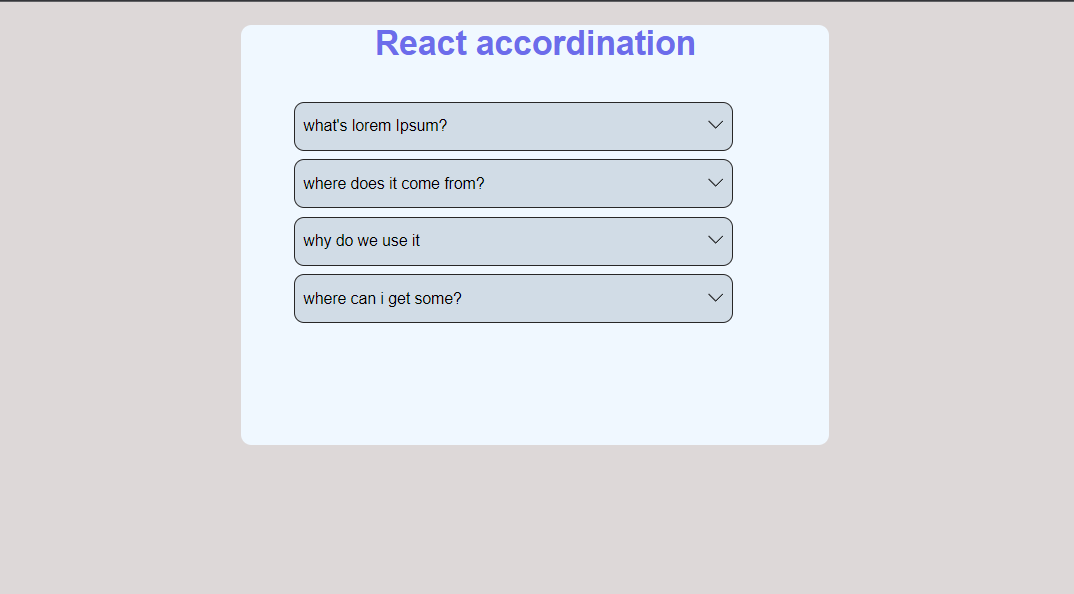 React accordination
what's lorem Ipsum?
where does it come from?
why do we use it
where can i get some?